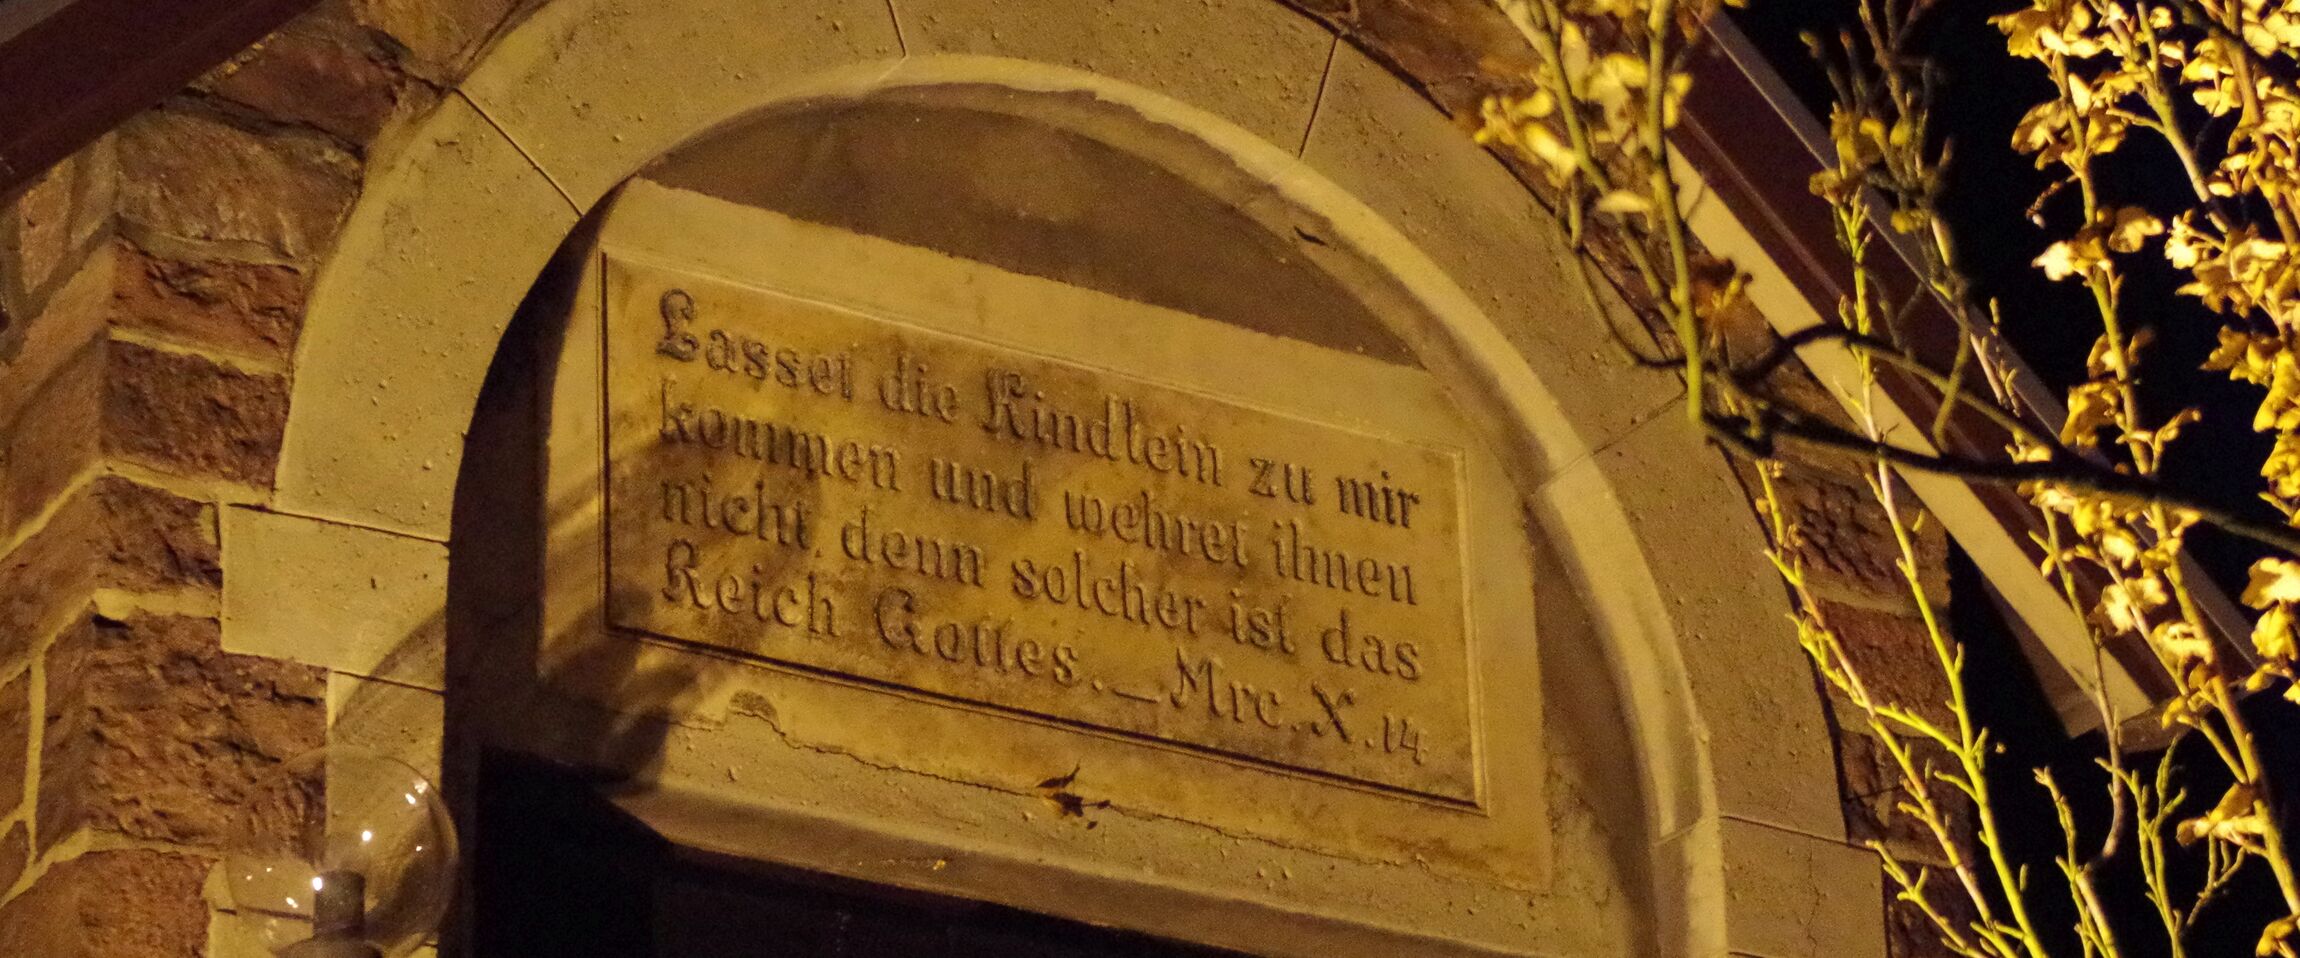 Lasset die Kindlein zu mir
kommen und wehret ihnen
nicht, denn solcher ist das
Reich Gottes. — Mrc. X. 14